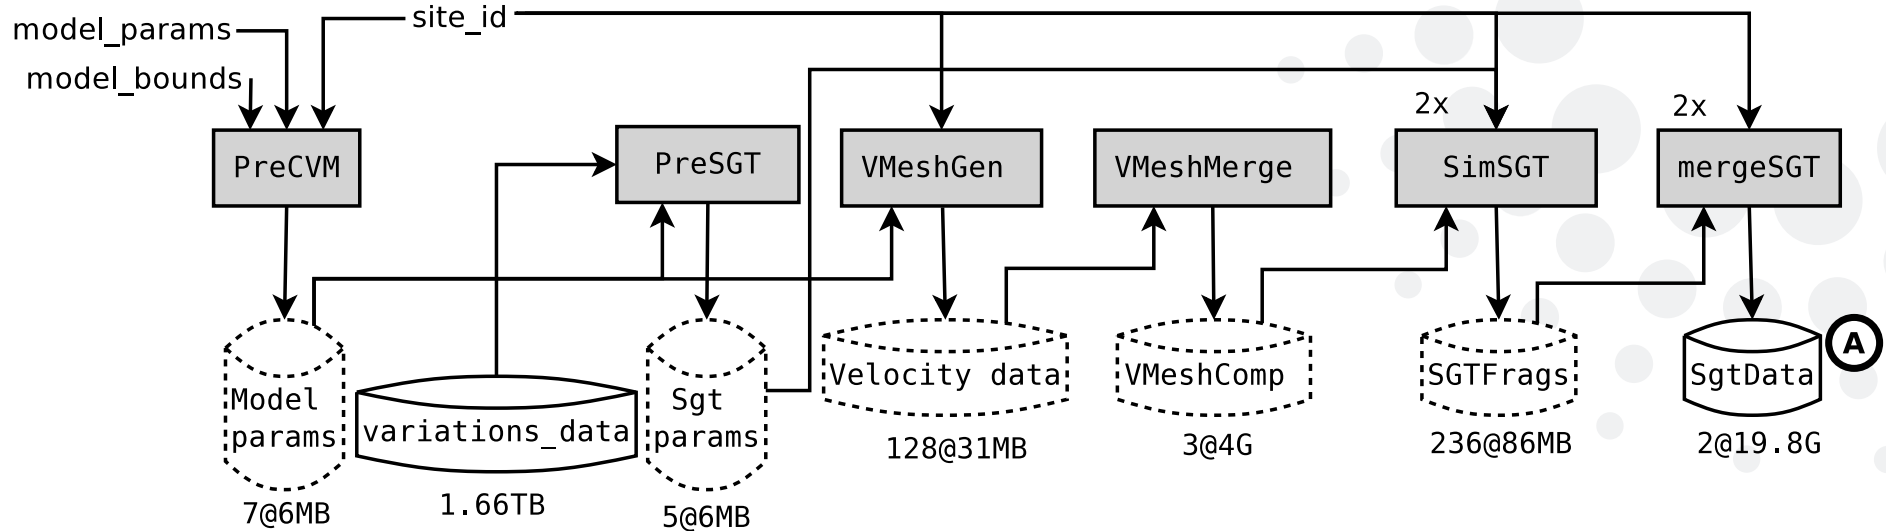 site_id
model_params
model_bounds
2x
2x
PreCVM
PreSGT
VMeshGen
VMeshMerge
SimSGT
mergeSGT
A
Model
params
variations_data
Sgt
params
Velocity data
VMeshComp
SGTFrags
SgtData
7@6MB
1.66TB
5@6MB
128@31MB
3@4G
236@86MB
2@19.8G